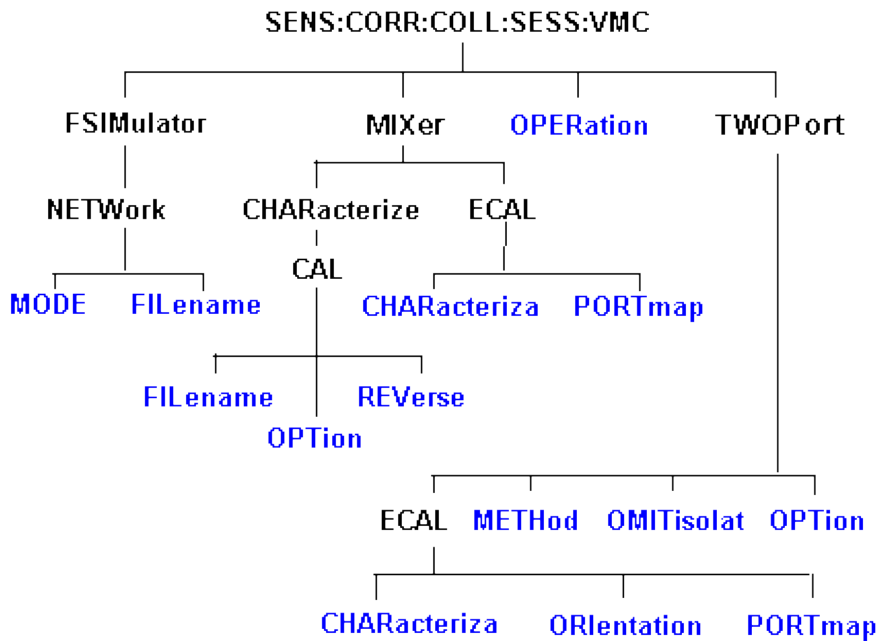 SENS:CORR:COLL:SESS:VMC
FSIMulator MIXer OPERation TWOPort
NETWork CHARacterize ECAL
CAL
MODE FILename CHARacteriza PORTmap
FILename REVerse
OPTion
ECAL METHod OMITisolat OPTion
CHARacteriza ORIentation PORTmap